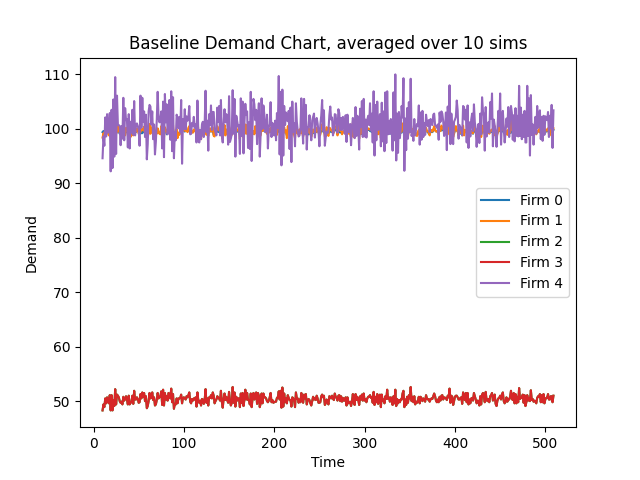 Baseline Demand Chart, averaged over 10 sims
110
100
90
80
70
60
50
Demand
Firm 0
Firm 1
Firm 2
Firm 3
Firm 4
0
100
200
300
400
500
Time